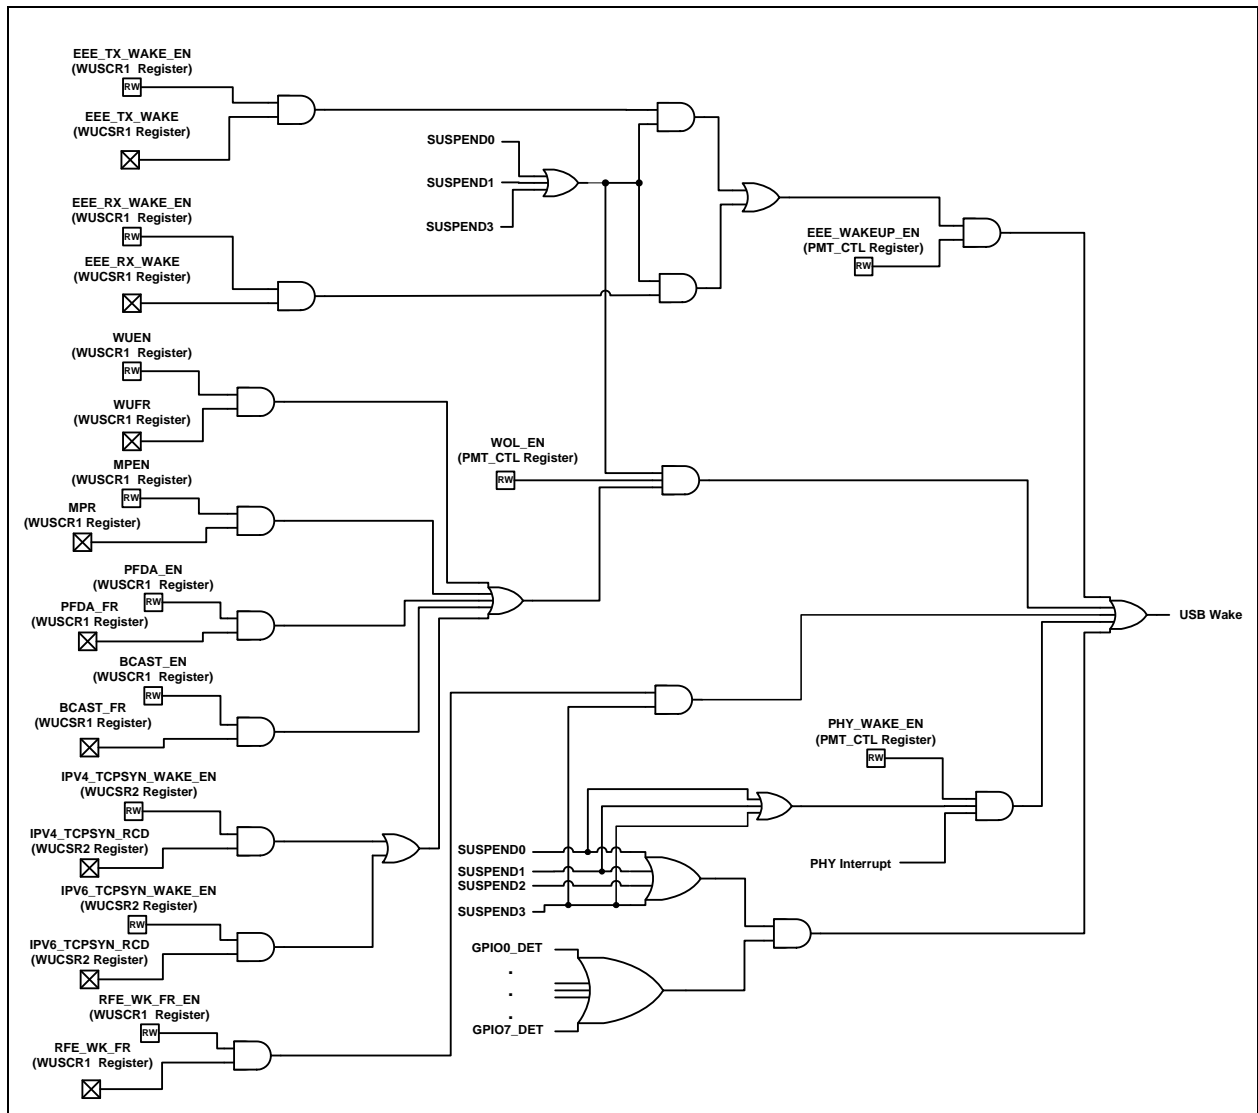 EEE_TX_WAKE_EN
(WUSCR1 Register)
RW
EEE_TX_WAKE
(WUCSR1 Register)
SUSPEND0
SUSPEND1
SUSPEND3
EEE_RX_WAKE_EN
(WUSCR1 Register)
RW
EEE_RX_WAKE
(WUCSR1 Register)
EEE_WAKEUP_EN
(PMT_CTL Register)
RW
WUEN
(WUSCR1 Register)
RW
WUFR
(WUSCR1 Register)
MPEN
(WUSCR1 Register)
RW
MPR
(WUSCR1 Register)
WOL_EN
(PMT_CTL Register)
RW
PFDA_EN
(WUSCR1 Register)
RW
PFDA_FR
(WUSCR1 Register)
USB Wake
BCAST_EN
(WUSCR1 Register)
RW
BCAST_FR
(WUCSR1 Register)
PHY_WAKE_EN
(PMT_CTL Register)
RW
IPV4_TCPSYN_WAKE_EN
(WUCSR2 Register)
RW
IPV4_TCPSYN_RCD
(WUCSR2 Register)
SUSPEND0
SUSPEND1
SUSPEND2
SUSPEND3
PHY Interrupt
IPV6_TCPSYN_WAKE_EN
(WUCSR2 Register)
RW
IPV6_TCPSYN_RCD
(WUCSR2 Register)
GPIO0_DET
.
.
.
GPIO7_DET
RFE_WK_FR_EN
(WUSCR1 Register)
RW
RFE_WK_FR
(WUSCR1 Register)